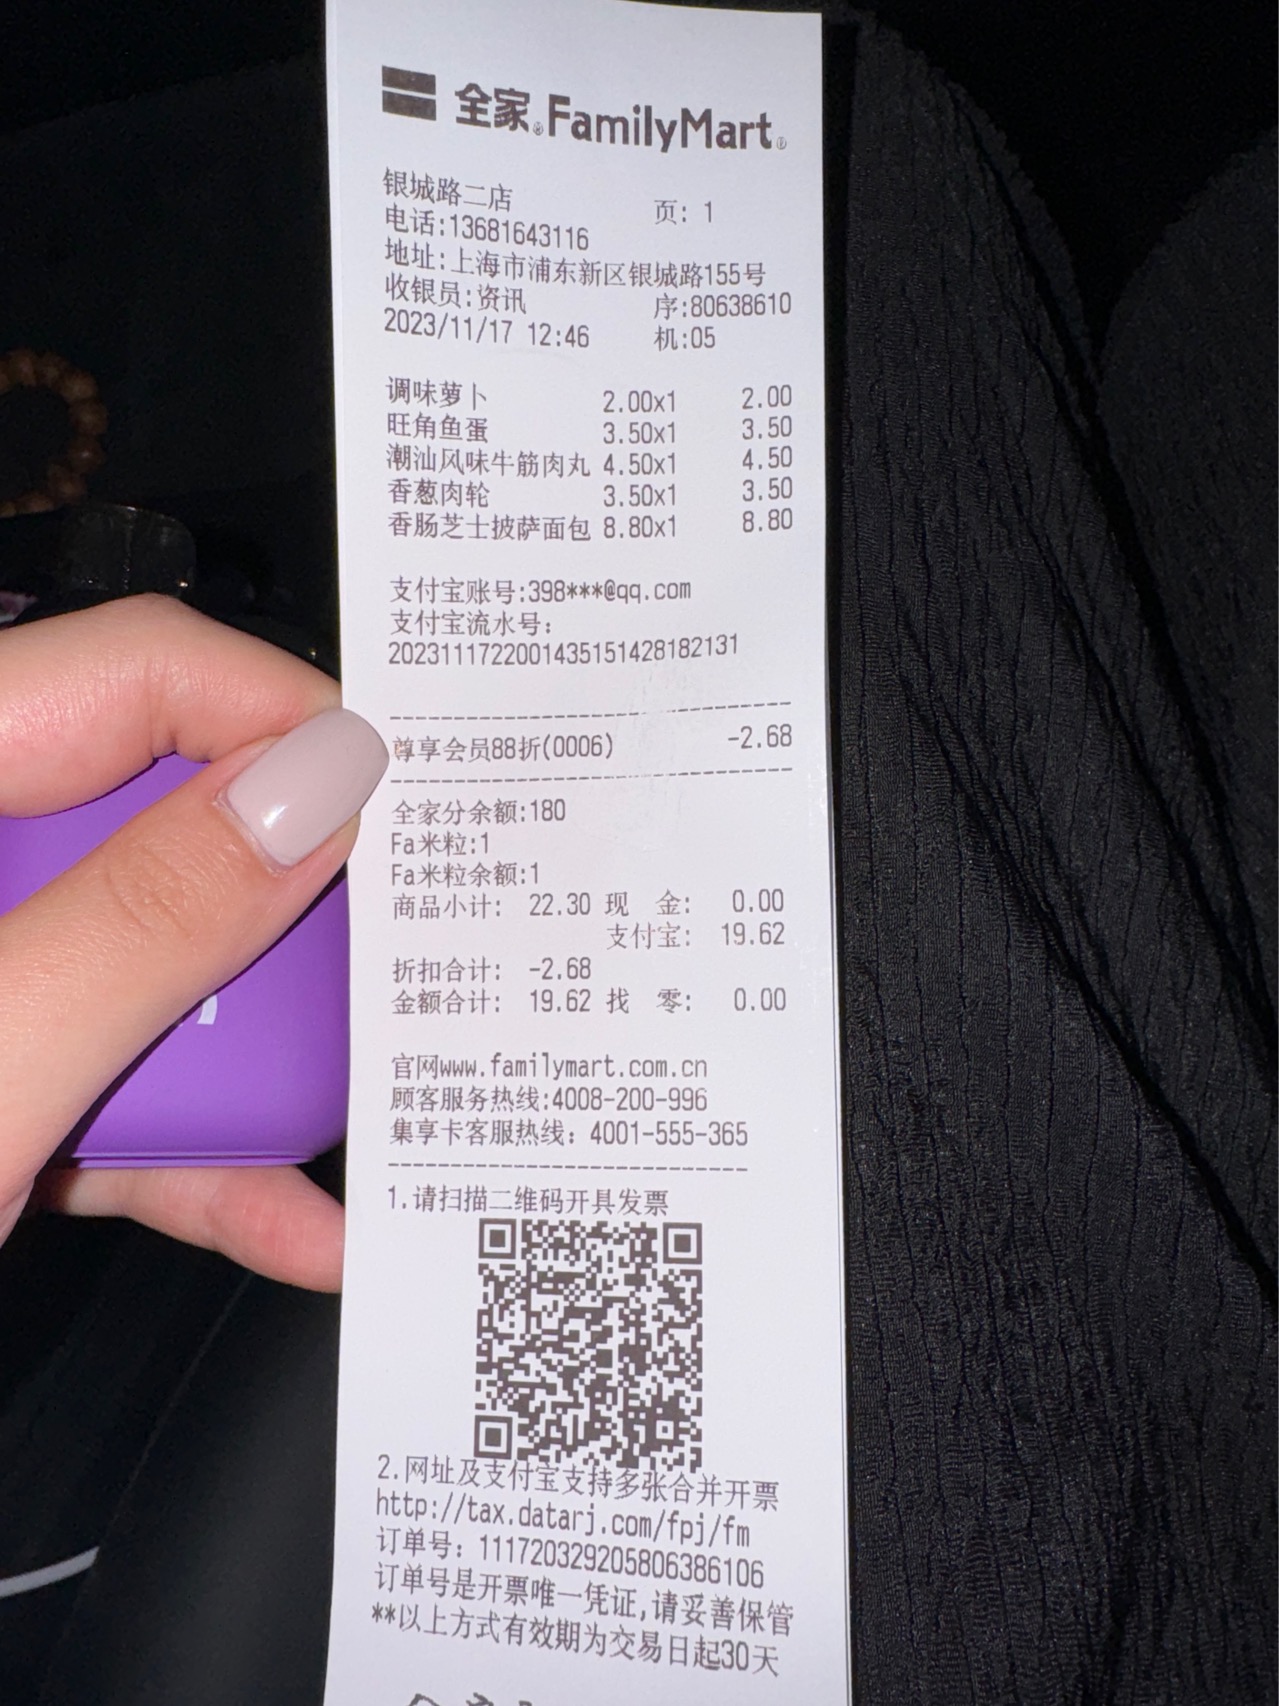 全家®FamilyMart®
银城路二店 页: 1
电话:13681643116
地址:上海市浦东新区银城路155号
收银员:资讯 序:80638610
2023/11/17 12:46 机:05
调味萝卜 2.00x1 2.00
旺角鱼蛋 3.50x1 3.50
潮汕风味牛筋肉丸 4.50x1 4.50
香葱肉轮 3.50x1 3.50
香肠芝士披萨面包 8.80x1 8.80
支付宝账号:398***@qq.com
支付宝流水号:
2023111722001435151428182131
尊享会员88折(0006) -2.68
全家分余额:180
Fa米粒:1
Fa米粒余额:1
商品小计: 22.30 现 金: 0.00
支付宝: 19.62
折扣合计: -2.68
金额合计: 19.62 找 零: 0.00
官网www.familymart.com.cn
顾客服务热线:4008-200-996
集享卡客服热线: 4001-555-365
1.请扫描二维码开具发票
2.网址及支付宝支持多张合并开票
http://tax.datarj.com/fpj/fm
订单号: 111720329205806386106
订单号是开票唯一凭证,请妥善保管
**以上方式有效期为交易日起30天